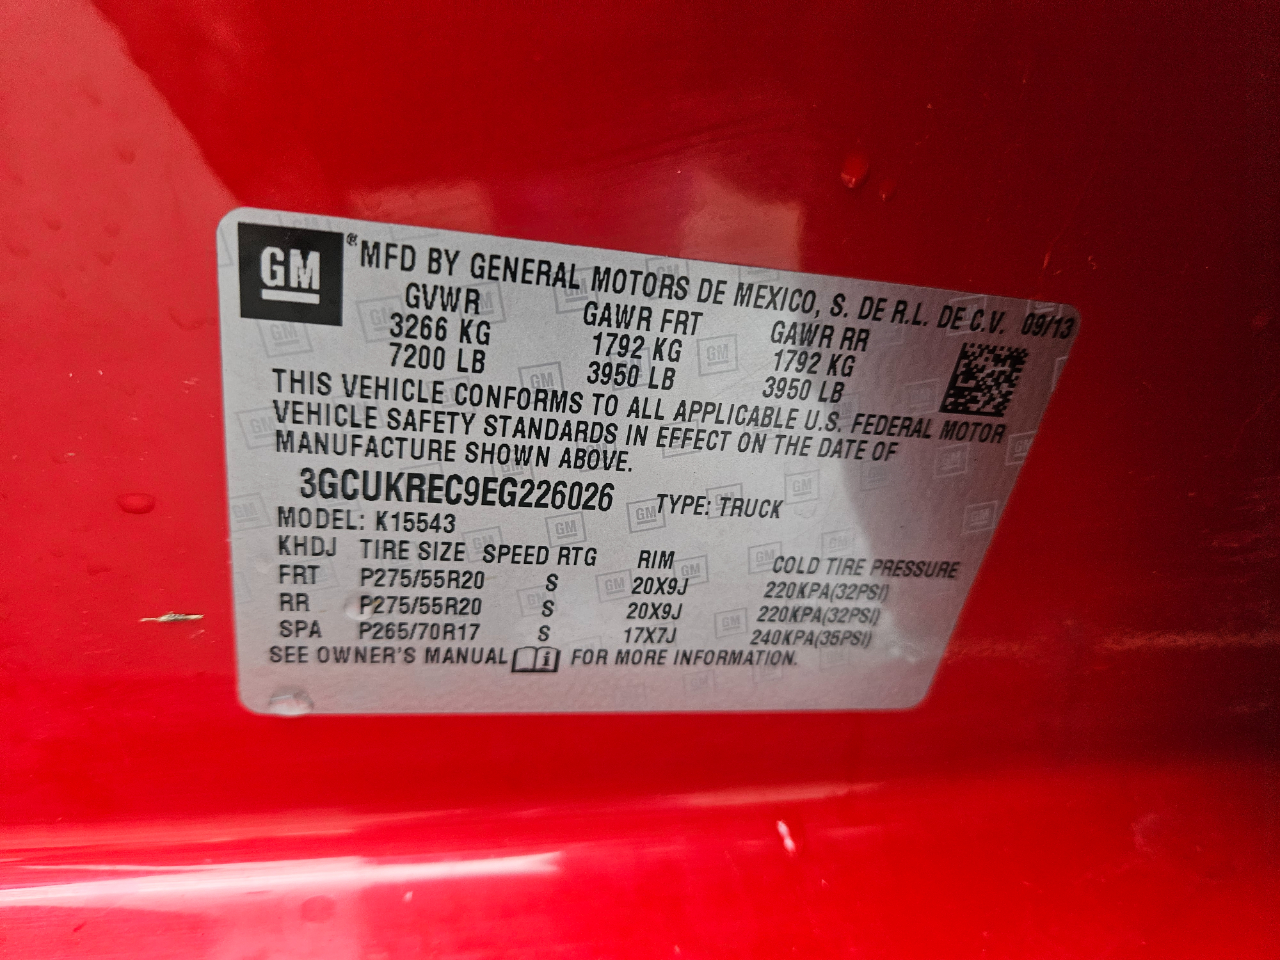 GM ® MFD BY GENERAL MOTORS DE MEXICO, S. DE R.L. DE C.V. 09/13
GVWR GAWR FRT GAWR RR
3266 KG 1792 KG 1792 KG
7200 LB 3950 LB 3950 LB
THIS VEHICLE CONFORMS TO ALL APPLICABLE U.S. FEDERAL MOTOR
VEHICLE SAFETY STANDARDS IN EFFECT ON THE DATE OF
MANUFACTURE SHOWN ABOVE.
3GCUKREC9EG226026 TYPE: TRUCK
MODEL: K15543
KHDJ TIRE SIZE SPEED RTG RIM COLD TIRE PRESSURE
FRT P275/55R20 S 20X9J 220KPA(32PSI)
RR P275/55R20 S 20X9J 220KPA(32PSI)
SPA P265/70R17 S 17X7J 240KPA(35PSI)
SEE OWNER'S MANUAL i FOR MORE INFORMATION.